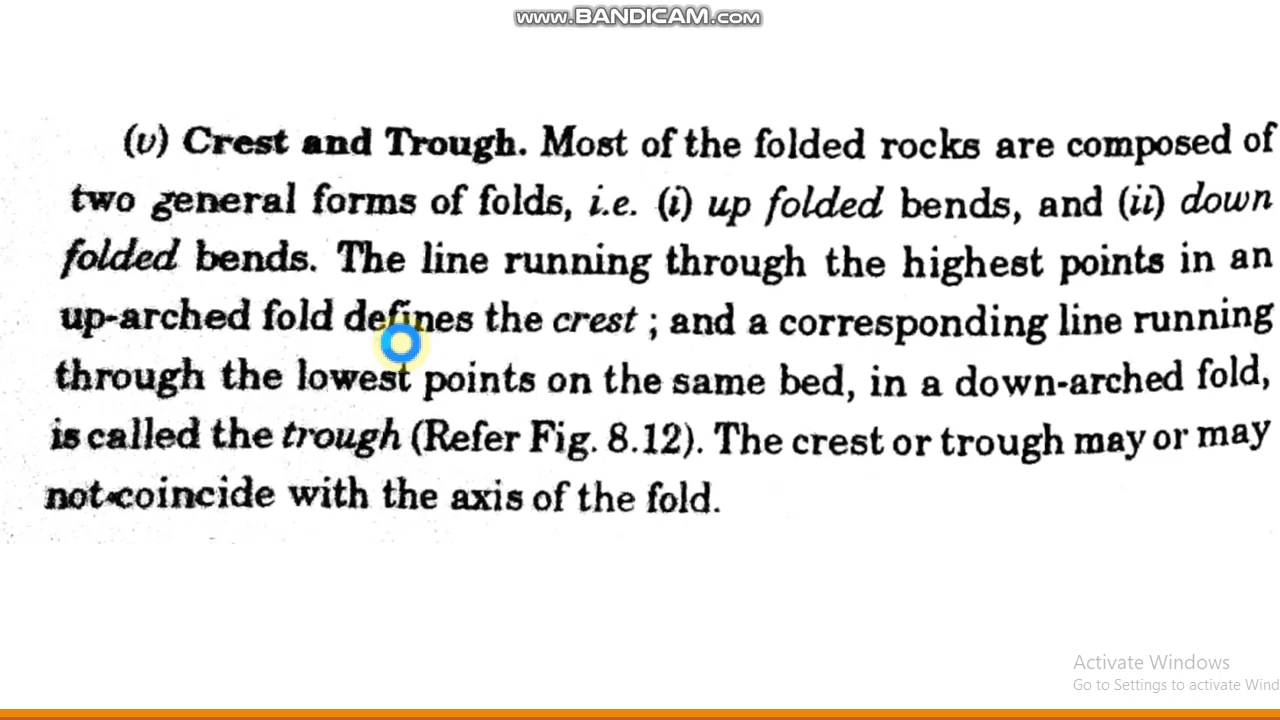 www.BANDICAM.com
(v) Crest and Trough. Most of the folded rocks are composed of
two general forms of folds, i.e. (i) up folded bends, and (ii) down
folded bends. The line running through the highest points in an
up-arched fold defines the crest ; and a corresponding line running
through the lowest points on the same bed, in a down-arched fold,
is called the trough (Refer Fig. 8.12). The crest or trough may or may
not coincide with the axis of the fold.
Activate Windows
Go to Settings to activate Wind